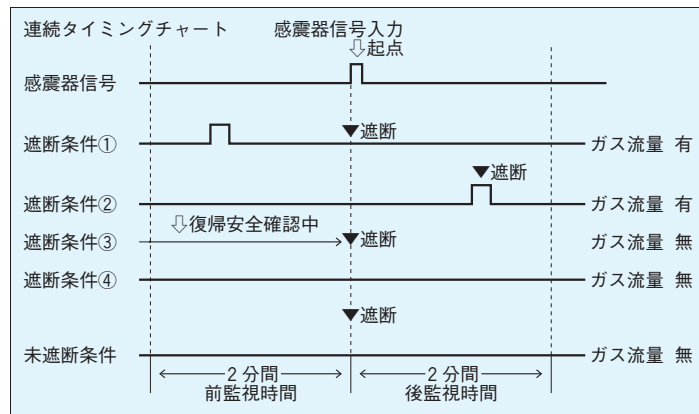 連続タイミングチャート 感震器信号入力
⇩起点
感震器信号
▼遮断
遮断条件① ガス流量 有
▼遮断
遮断条件② ガス流量 有
⇩復帰安全確認中
遮断条件③ ▼遮断 ガス流量 無
遮断条件④ ガス流量 無
▼遮断
未遮断条件 ガス流量 無
2分間 2分間
前監視時間 後監視時間